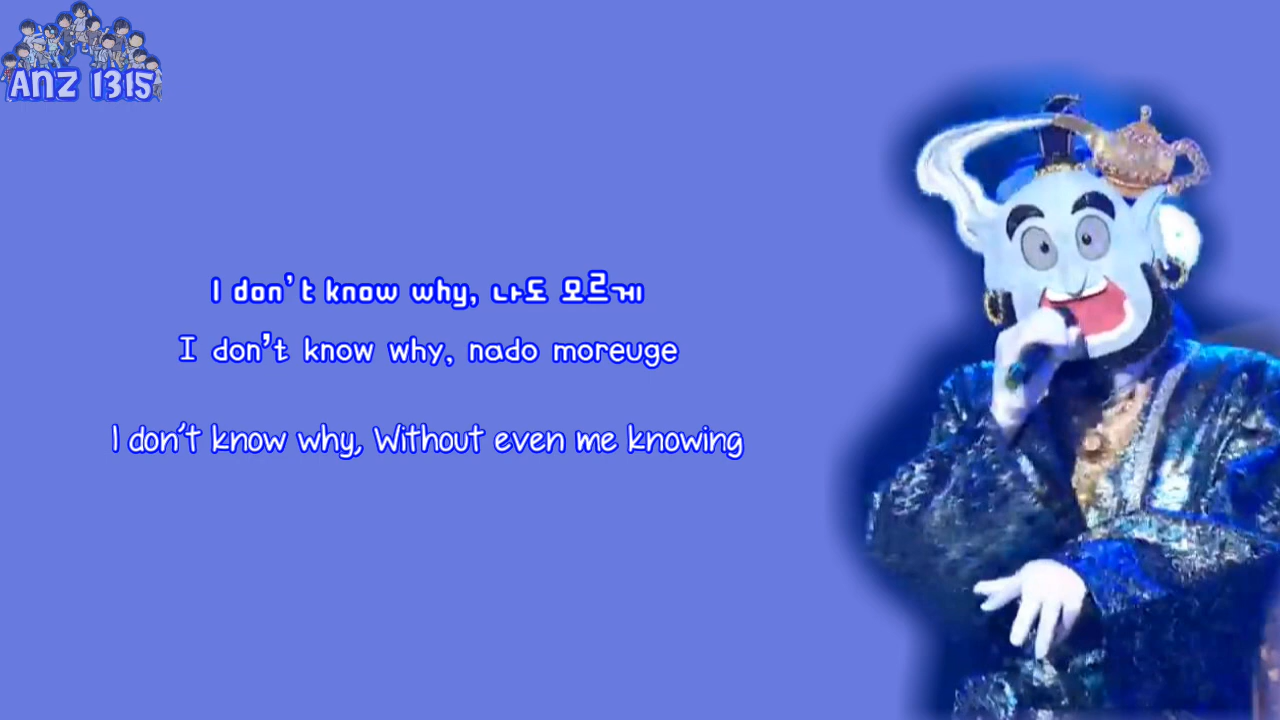 ANZ 1315
I don't know why, 나도 모르게
I don't know why, nado moreuge
I don't know why, Without even me knowing